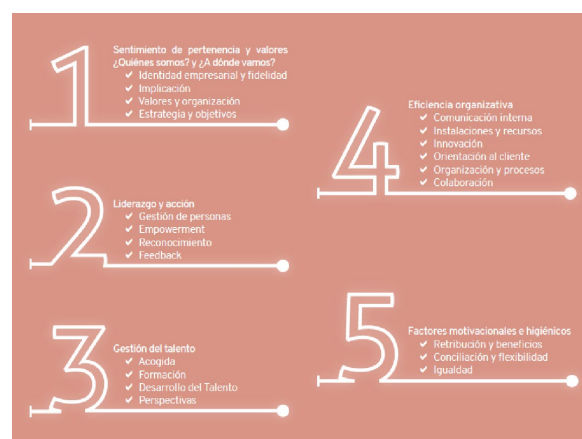 1
Sentimiento de pertenencia y valores
¿Quiénes somos? y ¿A dónde vamos?
✔ Identidad empresarial y fidelidad
✔ Implicación
✔ Valores y organización
✔ Estrategia y objetivos
2
Liderazgo y acción
✔ Gestión de personas
✔ Empowerment
✔ Reconocimiento
✔ Feedback
3
Gestión del talento
✔ Acogida
✔ Formación
✔ Desarrollo del Talento
✔ Perspectivas
4
Eficiencia organizativa
✔ Comunicación interna
✔ Instalaciones y recursos
✔ Innovación
✔ Orientación al cliente
✔ Organización y procesos
✔ Colaboración
5
Factores motivacionales e higiénicos
✔ Retribución y beneficios
✔ Conciliación y flexibilidad
✔ Igualdad